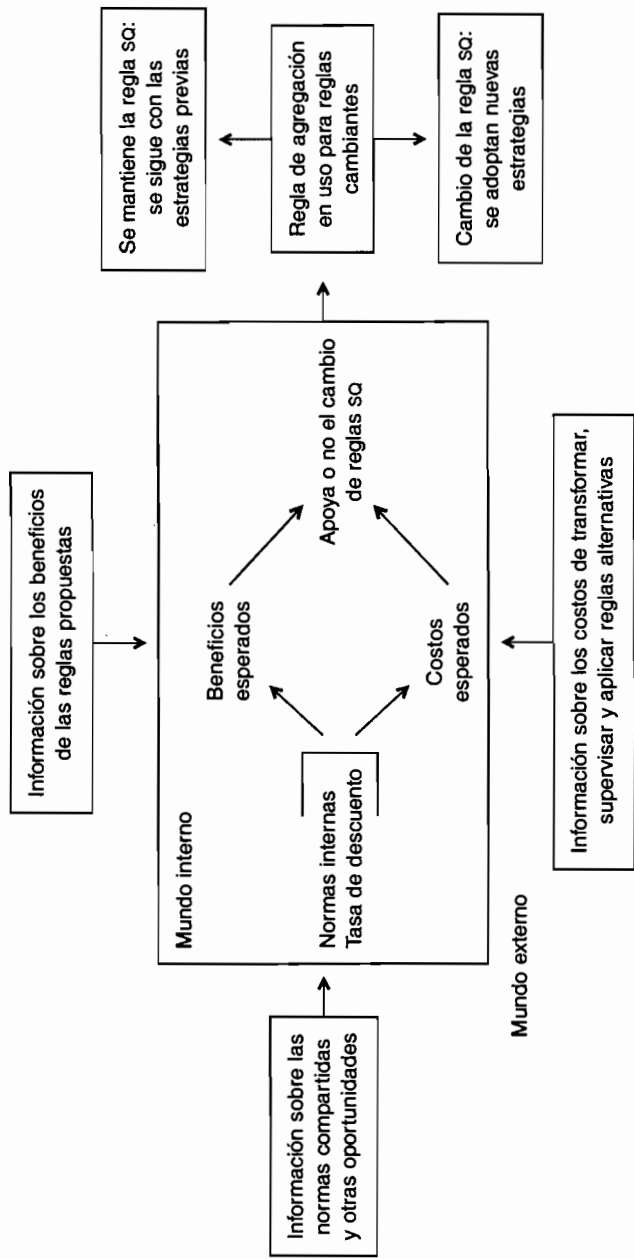 Información sobre los beneficios
de las reglas propuestas
Información sobre las
normas compartidas
y otras oportunidades
Mundo interno
Normas internas
Tasa de descuento
Beneficios
esperados
Costos
esperados
Apoya o no el cambio
de reglas SQ
Mundo externo
Información sobre los costos de transformar,
supervisar y aplicar reglas alternativas
Se mantiene la regla SQ:
se sigue con las
estrategias previas
Regla de agregación
en uso para reglas
cambiantes
Cambio de la regla SQ:
se adoptan nuevas
estrategias